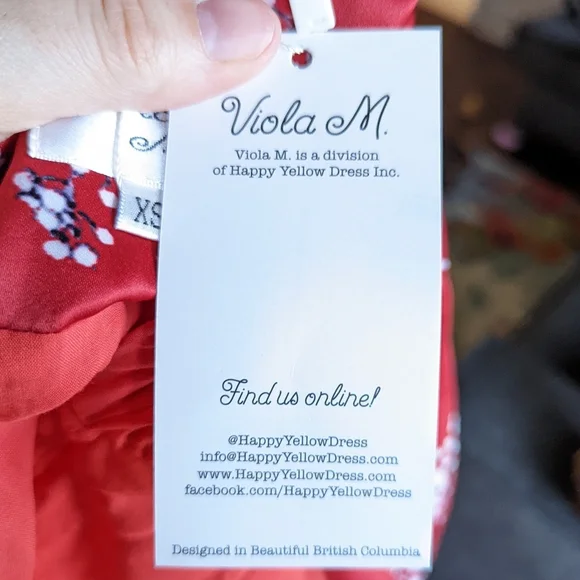 Viola M.
Viola M. is a division
of Happy Yellow Dress Inc.
XS
Find us online!
@HappyYellowDress
info@HappyYellowDress.com
www.HappyYellowDress.com
facebook.com/HappyYellowDress
Designed in Beautiful British Columbia